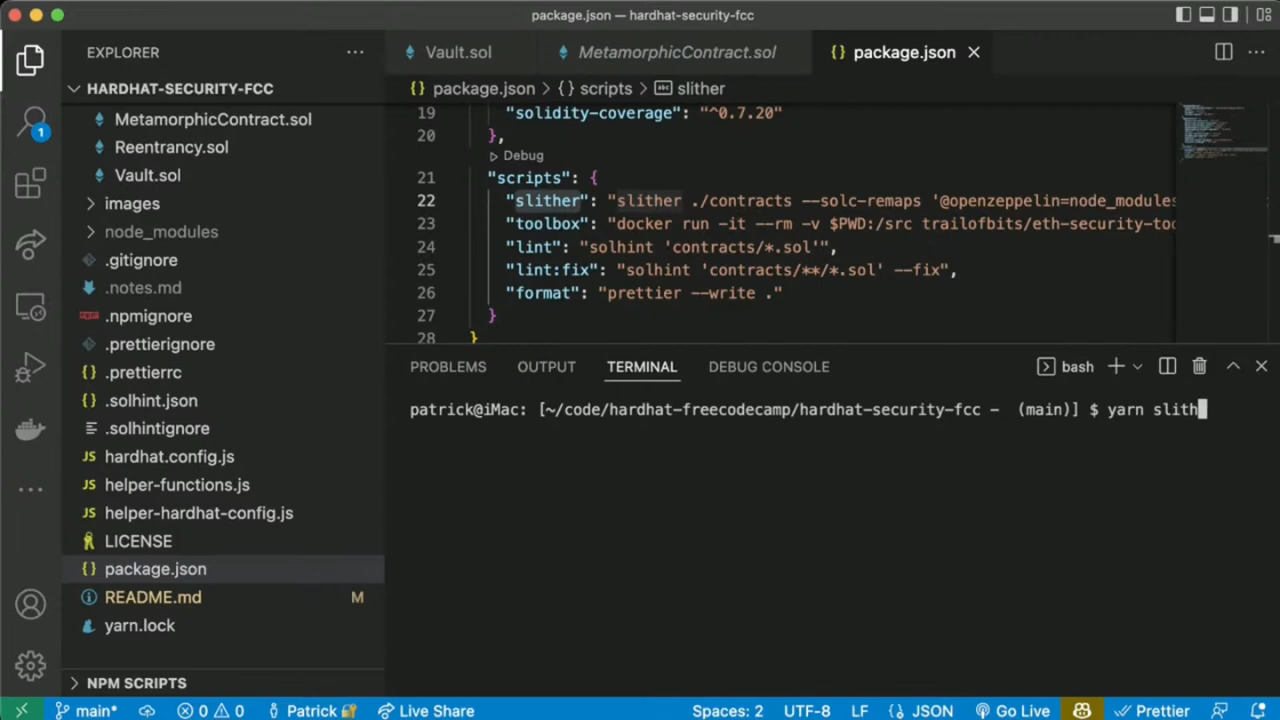 package.json — hardhat-security-fcc
EXPLORER
HARDHAT-SECURITY-FCC
MetamorphicContract.sol
Reentrancy.sol
Vault.sol
images
node_modules
.gitignore
.notes.md
.npmignore
.prettierignore
.prettierrc
.solhint.json
.solhintignore
hardhat.config.js
helper-functions.js
helper-hardhat-config.js
LICENSE
package.json
README.md M
yarn.lock
NPM SCRIPTS
1
Vault.sol MetamorphicContract.sol {} package.json
{} package.json > {} scripts > slither
19 "solidity-coverage": "^0.7.20"
20 },
Debug
21 "scripts": {
22 "slither": "slither ./contracts --solc-remaps '@openzeppelin=node_modules
23 "toolbox": "docker run -it --rm -v $PWD:/src trailofbits/eth-security-too
24 "lint": "solhint 'contracts/*.sol'",
25 "lint:fix": "solhint 'contracts/**/*.sol' --fix",
26 "format": "prettier --write ."
27 }
28 }
PROBLEMS OUTPUT TERMINAL DEBUG CONSOLE bash
patrick@iMac: [~/code/hardhat-freecodecamp/hardhat-security-fcc - (main)] $ yarn slith
main* 0 0 Patrick Live Share Spaces: 2 UTF-8 LF {} JSON Go Live Prettier